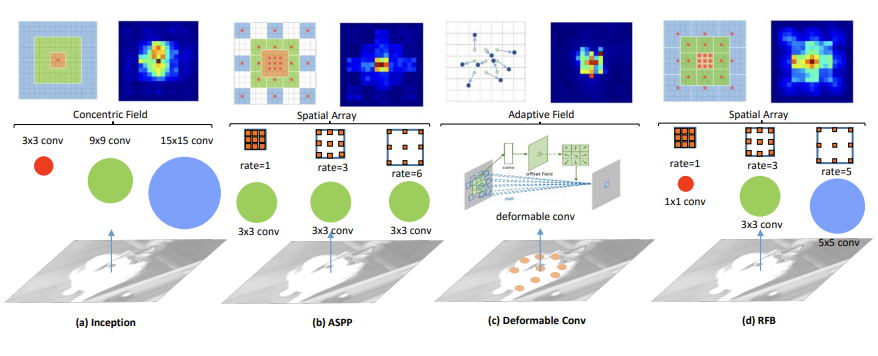 Concentric Field
3x3 conv
9x9 conv
15x15 conv
(a) Inception
Spatial Array
rate=1
rate=3
rate=6
3x3 conv
3x3 conv
3x3 conv
(b) ASPP
Adaptive Field
conv
offset field
deformable conv
(c) Deformable Conv
Spatial Array
rate=1
rate=3
rate=5
1x1 conv
3x3 conv
5x5 conv
(d) RFB